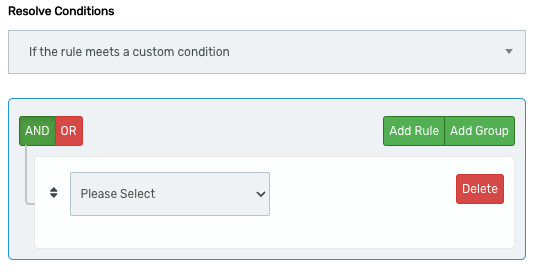 Resolve Conditions
If the rule meets a custom condition
AND OR Add Rule Add Group
Please Select Delete